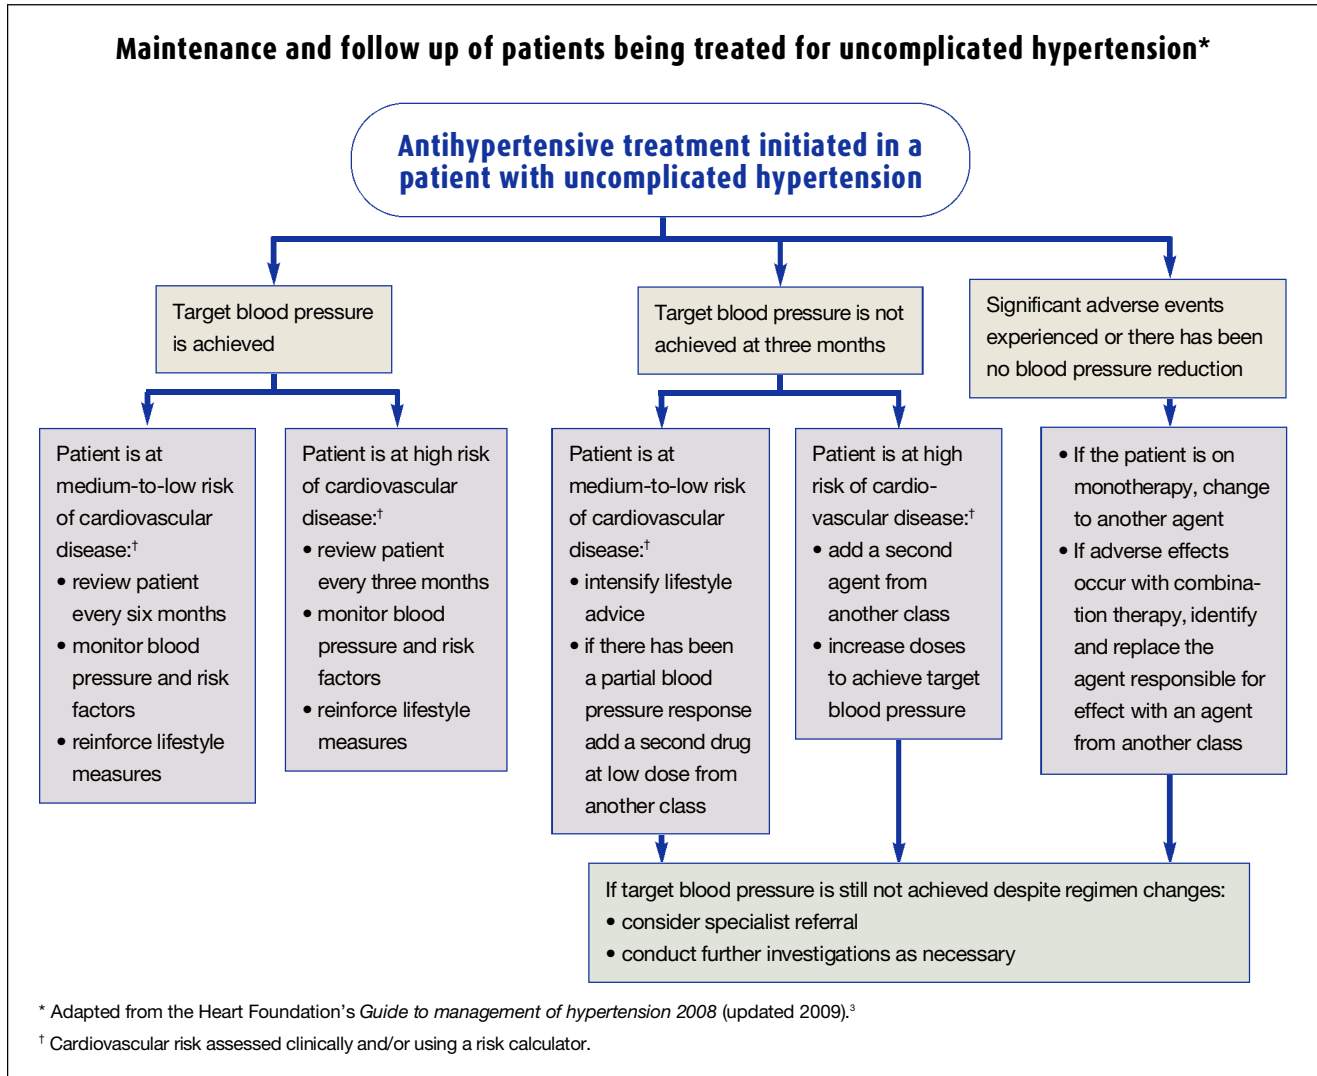 Maintenance and follow up of patients being treated for uncomplicated hypertension*
Antihypertensive treatment initiated in a
patient with uncomplicated hypertension
Target blood pressure
is achieved
Target blood pressure is not
achieved at three months
Significant adverse events
experienced or there has been
no blood pressure reduction
Patient is at
medium-to-low risk
of cardiovascular
disease:†
• review patient
every six months
• monitor blood
pressure and risk
factors
• reinforce lifestyle
measures
Patient is at high risk
of cardiovascular
disease:†
• review patient
every three months
• monitor blood
pressure and risk
factors
• reinforce lifestyle
measures
Patient is at
medium-to-low risk
of cardiovascular
disease:†
• intensify lifestyle
advice
• if there has been
a partial blood
pressure response
add a second drug
at low dose from
another class
Patient is at high
risk of cardio-
vascular disease:†
• add a second
agent from
another class
• increase doses
to achieve target
blood pressure
• If the patient is on
monotherapy, change
to another agent
• If adverse effects
occur with combina-
tion therapy, identify
and replace the
agent responsible for
effect with an agent
from another class
If target blood pressure is still not achieved despite regimen changes:
• consider specialist referral
• conduct further investigations as necessary
* Adapted from the Heart Foundation's Guide to management of hypertension 2008 (updated 2009).³
† Cardiovascular risk assessed clinically and/or using a risk calculator.